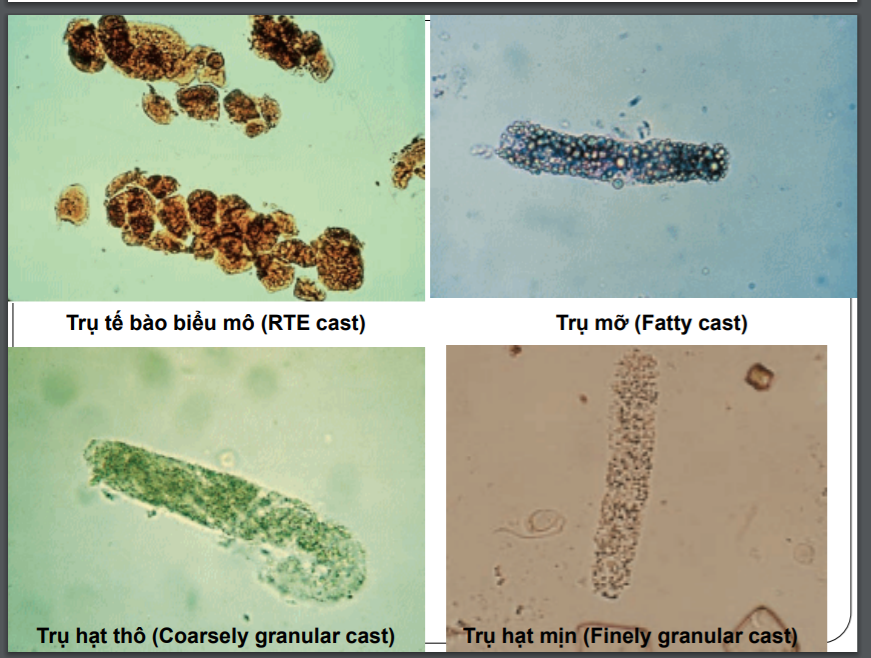 Trụ tế bào biểu mô (RTE cast)
Trụ mỡ (Fatty cast)
Trụ hạt thô (Coarsely granular cast)
Trụ hạt mịn (Finely granular cast)